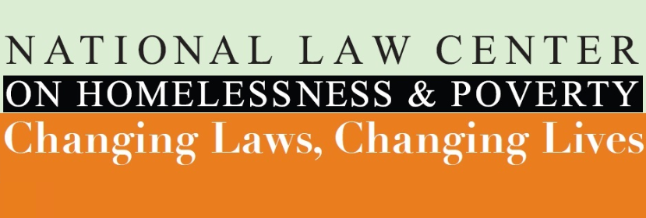 NATIONAL LAW CENTER
ON HOMELESSNESS & POVERTY
Changing Laws, Changing Lives